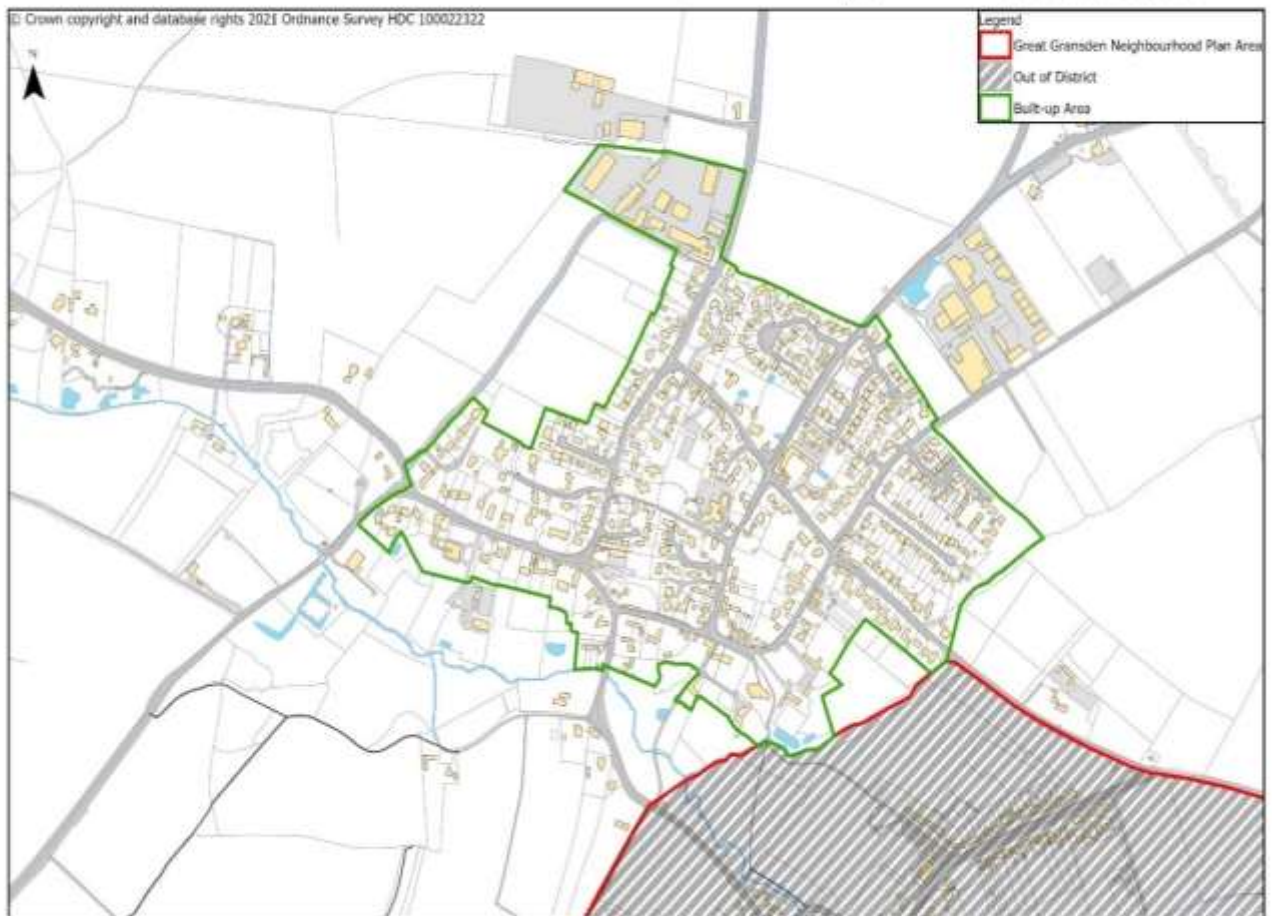 © Crown copyright and database rights 2021 Ordnance Survey HDC 100022322
Legend
Great Gransden Neighbourhood Plan Area
Out of District
Built-up Area
N